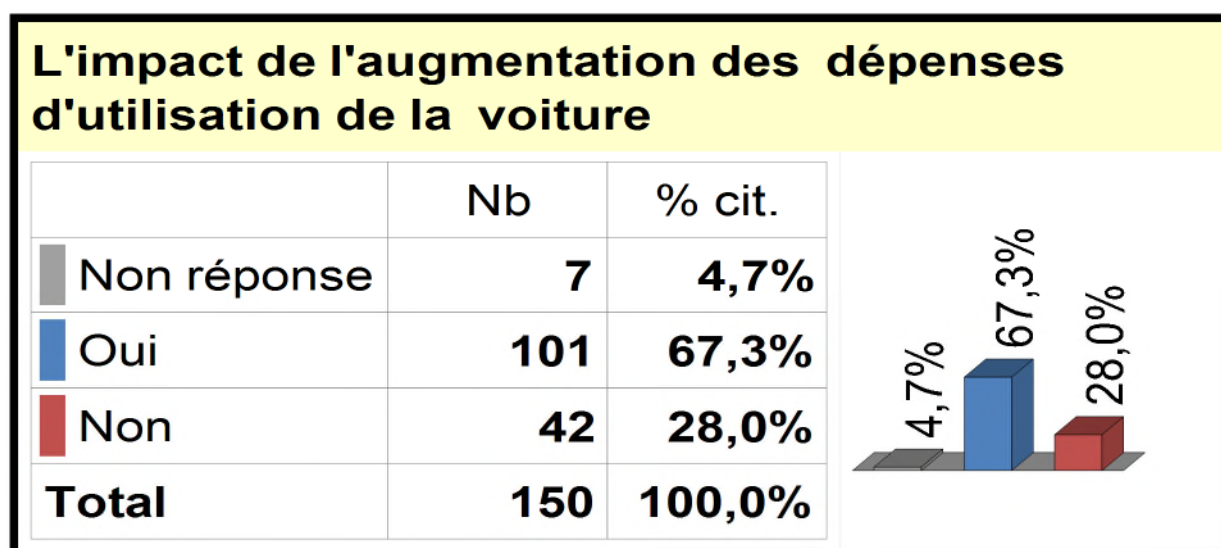 L'impact de l'augmentation des dépenses
d'utilisation de la voiture
Nb % cit.
Non réponse 7 4,7%
Oui 101 67,3%
Non 42 28,0%
Total 150 100,0%
4,7%
67,3%
28,0%